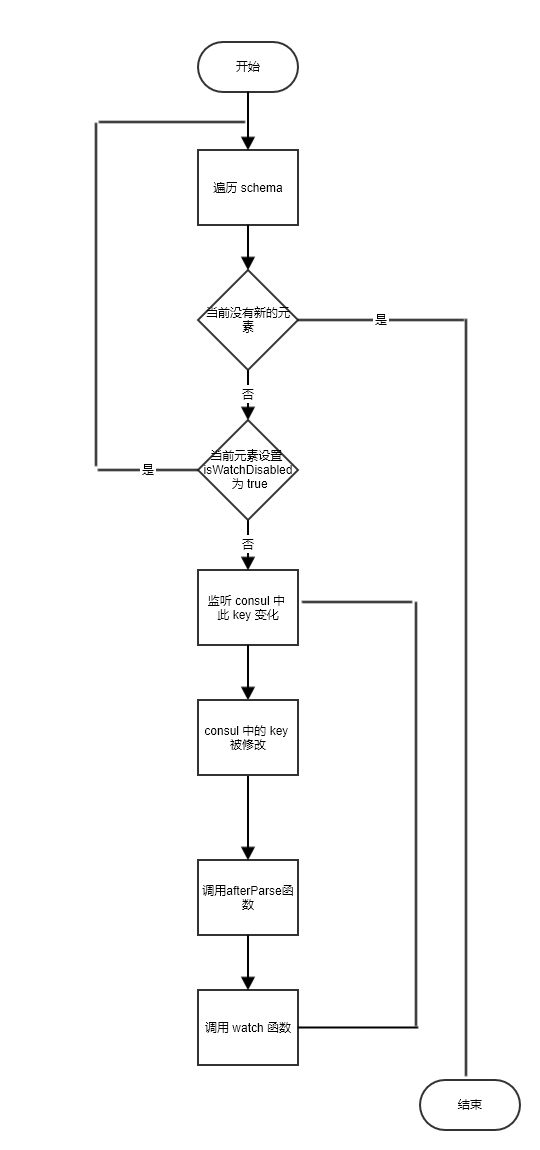 开始
遍历 schema
当前没有新的元
素
是
否
当前元素设置
isWatchDisabled
为 true
是
否
监听 consul 中
此 key 变化
consul 中的 key
被修改
调用afterParse函
数
调用 watch 函数
结束